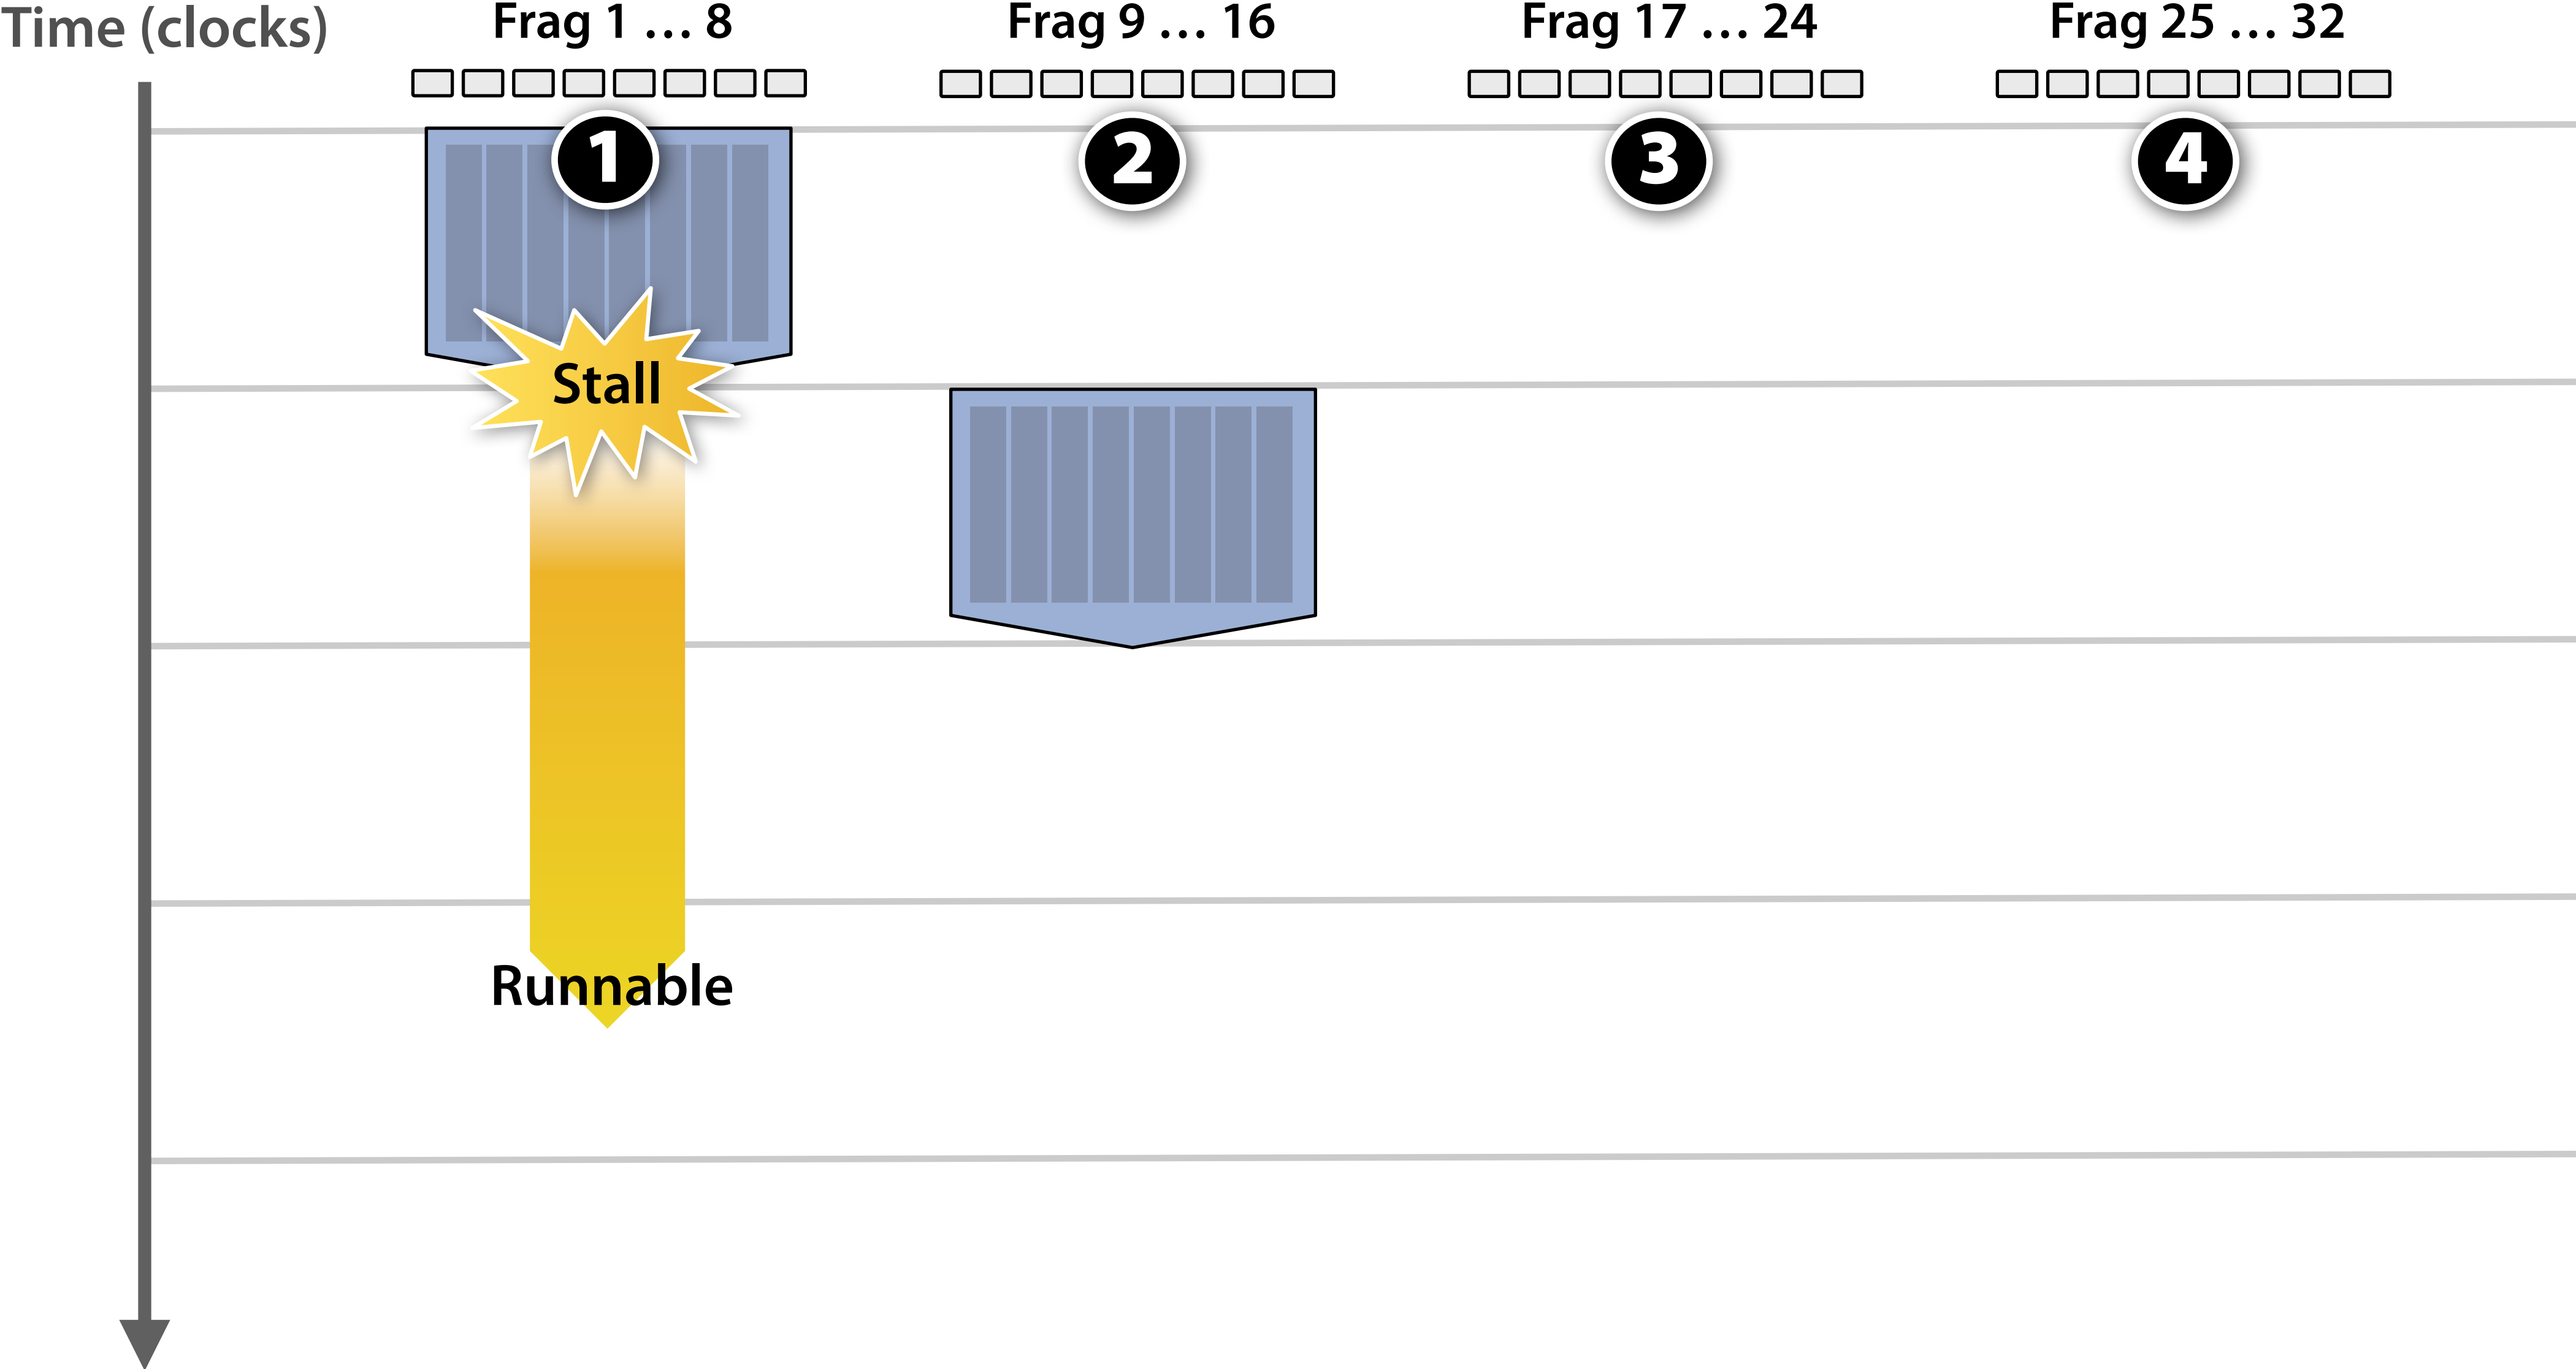 Time (clocks)
Frag 1 … 8
Frag 9 … 16
Frag 17 … 24
Frag 25 … 32
1
2
3
4
Stall
Runnable